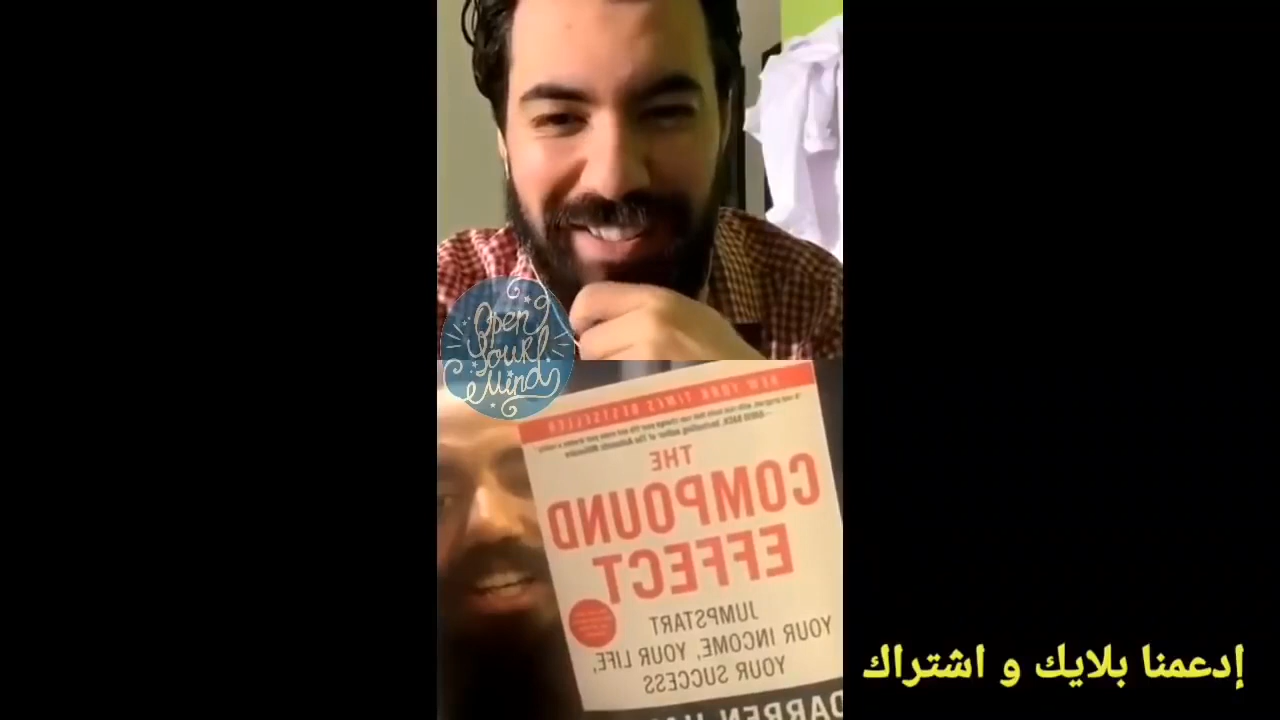 Open
Your
Mind
NEW YORK TIMES BESTSELLER
THE
COMPOUND
EFFECT
JUMPSTART
YOUR INCOME, YOUR LIFE,
YOUR SUCCESS
DARREN
إدعمنا بلايك و اشتراك